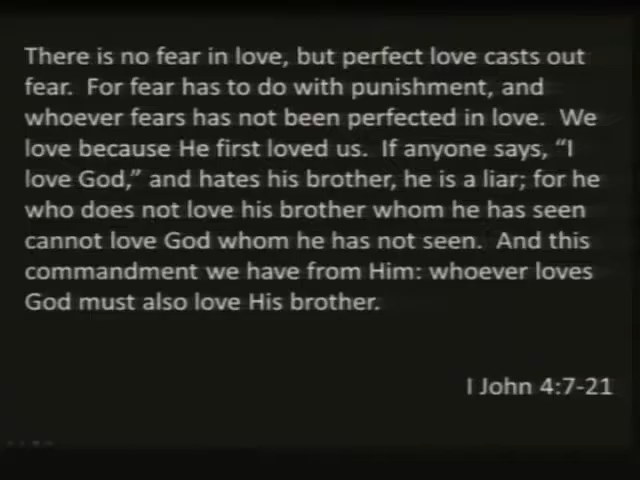 There is no fear in love, but perfect love casts out
fear.  For fear has to do with punishment, and
whoever fears has not been perfected in love.  We
love because He first loved us.  If anyone says, “I
love God,” and hates his brother, he is a liar; for he
who does not love his brother whom he has seen
cannot love God whom he has not seen.  And this
commandment we have from Him: whoever loves
God must also love His brother.
I John 4:7-21